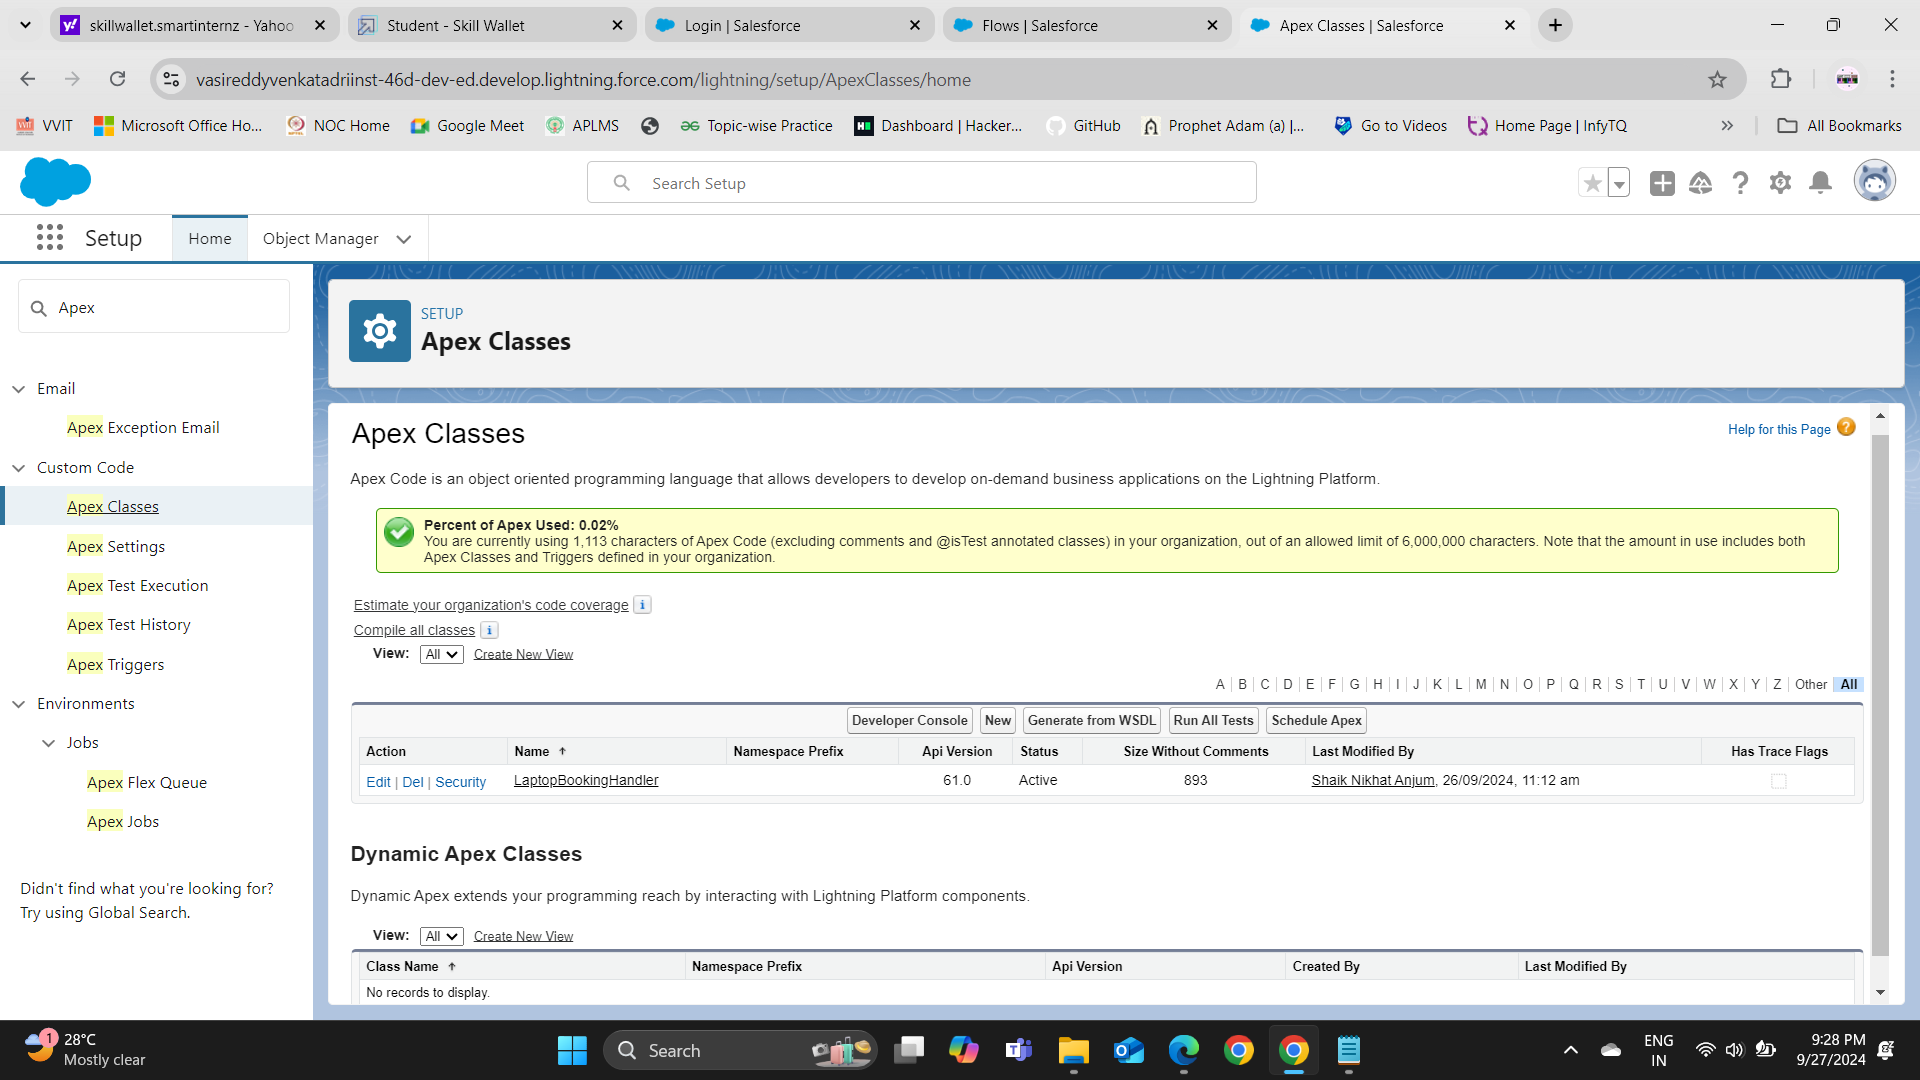 skillwallet.smartinternz - Yahoo
Student - Skill Wallet
Login | Salesforce
Flows | Salesforce
Apex Classes | Salesforce
vasireddyvenkatadriinst-46d-dev-ed.develop.lightning.force.com/lightning/setup/ApexClasses/home
VVIT
Microsoft Office Ho...
NOC Home
Google Meet
APLMS
Topic-wise Practice
Dashboard | Hacker...
GitHub
Prophet Adam (a) |...
Go to Videos
Home Page | InfyTQ
All Bookmarks
Search Setup
Setup
Home
Object Manager
Apex
Email
Apex Exception Email
Custom Code
Apex Classes
Apex Settings
Apex Test Execution
Apex Test History
Apex Triggers
Environments
Jobs
Apex Flex Queue
Apex Jobs
Didn't find what you're looking for?
Try using Global Search.
SETUP
Apex Classes
Apex Classes
Help for this Page
Apex Code is an object oriented programming language that allows developers to develop on-demand business applications on the Lightning Platform.
Percent of Apex Used: 0.02%
You are currently using 1,113 characters of Apex Code (excluding comments and @isTest annotated classes) in your organization, out of an allowed limit of 6,000,000 characters. Note that the amount in use includes both
Apex Classes and Triggers defined in your organization.
Estimate your organization's code coverage i
Compile all classes i
View: All Create New View
A | B | C | D | E | F | G | H | I | J | K | L | M | N | O | P | Q | R | S | T | U | V | W | X | Y | Z | Other | All
Developer Console New Generate from WSDL Run All Tests Schedule Apex
Action Name ↑ Namespace Prefix Api Version Status Size Without Comments Last Modified By Has Trace Flags
Edit | Del | Security LaptopBookingHandler 61.0 Active 893 Shaik Nikhat Anjum, 26/09/2024, 11:12 am
Dynamic Apex Classes
Dynamic Apex extends your programming reach by interacting with Lightning Platform components.
View: All Create New View
Class Name ↑ Namespace Prefix Api Version Created By Last Modified By
No records to display.
1
28°C
Mostly clear
Search
ENG
IN
9:28 PM
9/27/2024